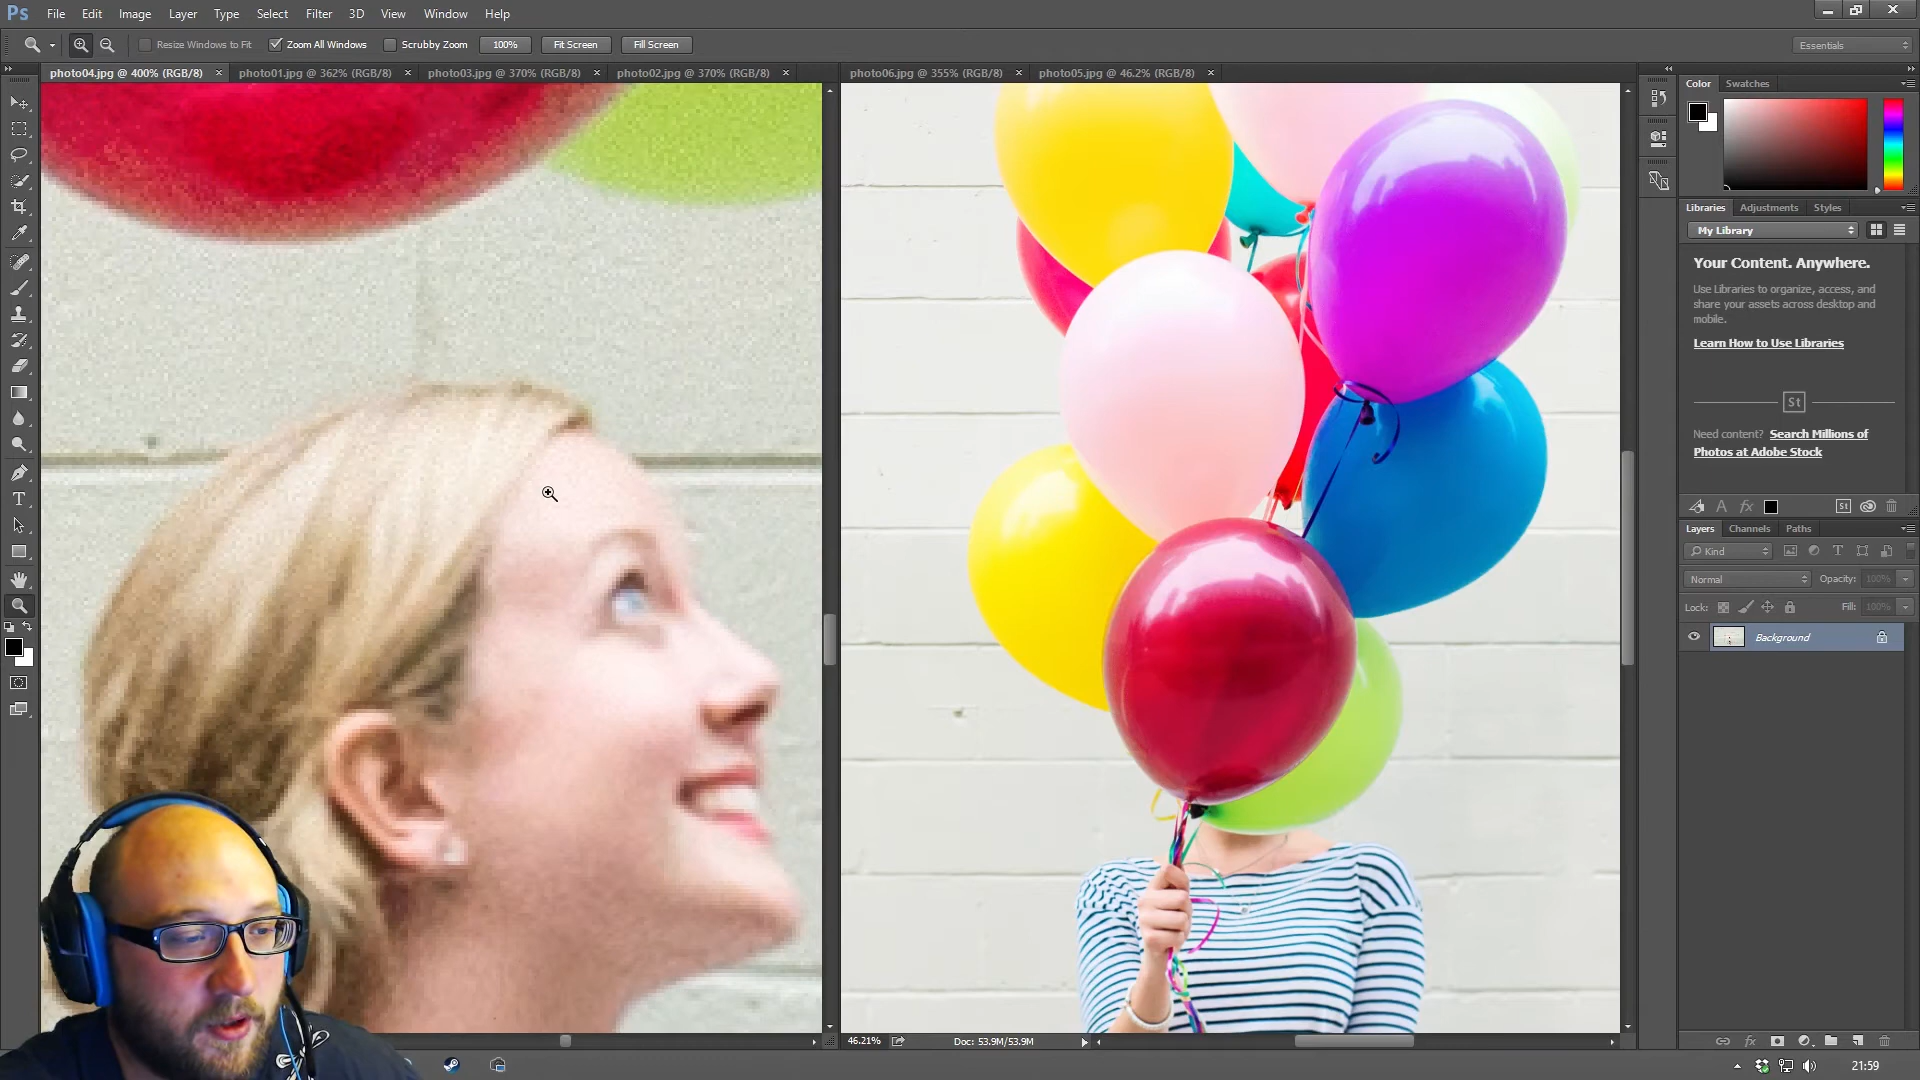 Ps File Edit Image Layer Type Select Filter 3D View Window Help
Resize Windows to Fit Zoom All Windows Scrubby Zoom 100% Fit Screen Fill Screen Essentials
photo04.jpg @ 400% (RGB/8) × photo01.jpg @ 362% (RGB/8) × photo03.jpg @ 370% (RGB/8) × photo02.jpg @ 370% (RGB/8) × photo06.jpg @ 355% (RGB/8) × photo05.jpg @ 46.2% (RGB/8) ×
Color Swatches
Libraries Adjustments Styles
My Library
Your Content. Anywhere.
Use Libraries to organize, access, and
share your assets across desktop and
mobile.
Learn How to Use Libraries
St
Need content? Search Millions of
Photos at Adobe Stock
A fx St
Layers Channels Paths
Kind T
Normal Opacity: 100%
Lock: Fill: 100%
Background
T
46.21% Doc: 53.9M/53.9M
fx
21:59